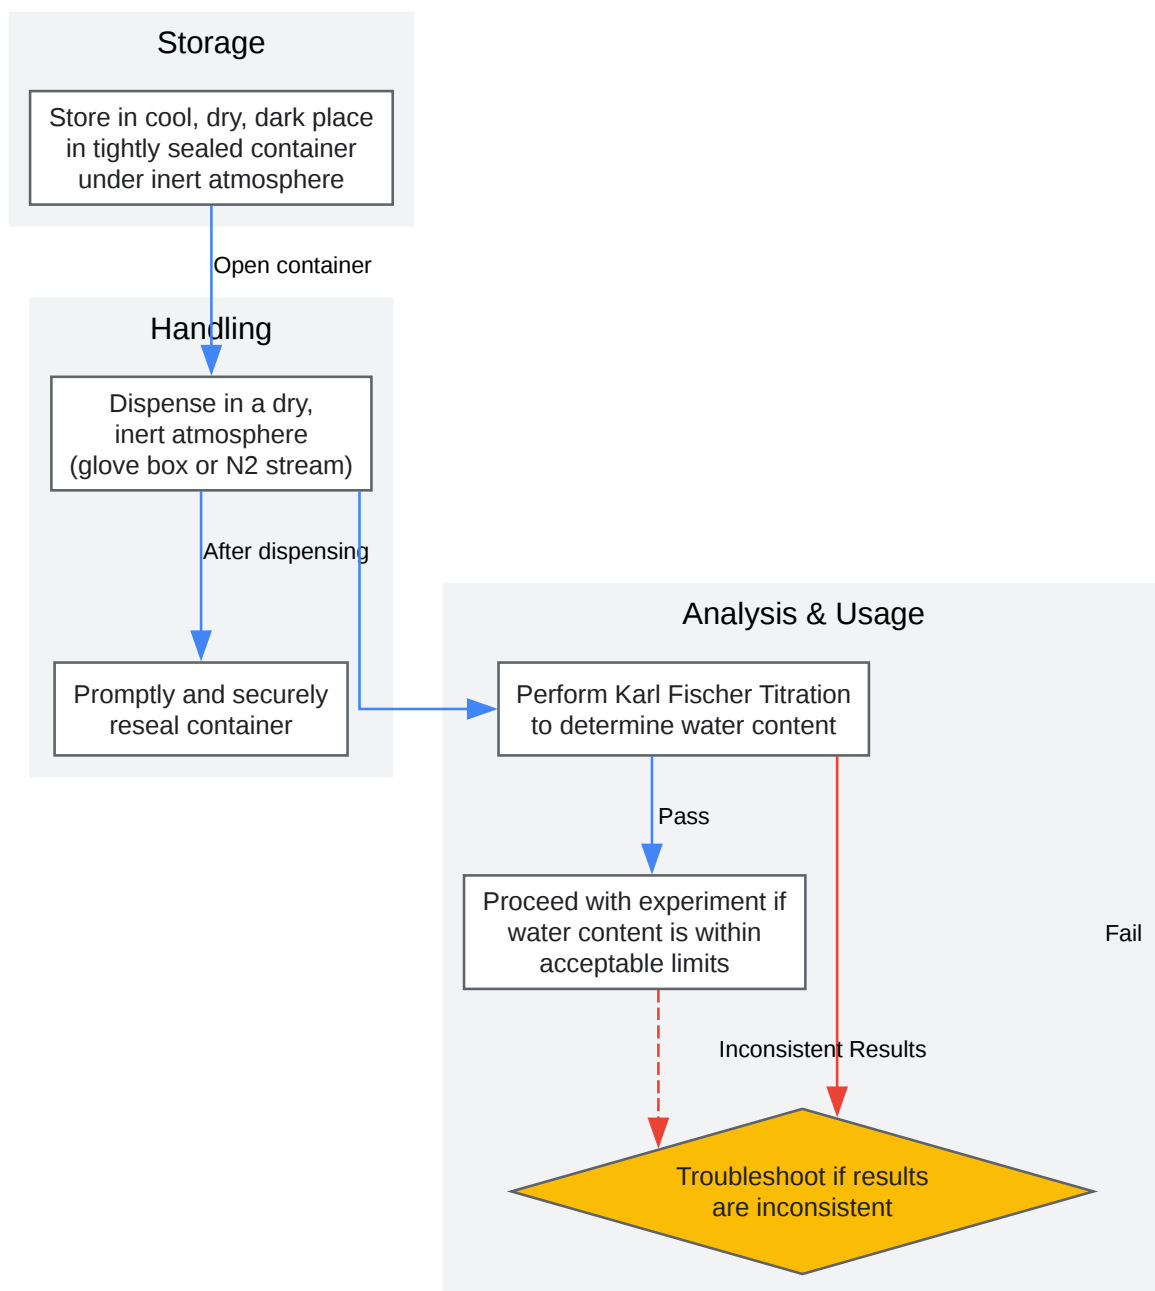 Storage
Store in cool, dry, dark place
in tightly sealed container
under inert atmosphere
Open container
Handling
Dispense in a dry,
inert atmosphere
(glove box or N2 stream)
After dispensing
Promptly and securely
reseal container
Analysis & Usage
Perform Karl Fischer Titration
to determine water content
Pass
Proceed with experiment if
water content is within
acceptable limits
Fail
Inconsistent Results
Troubleshoot if results
are inconsistent